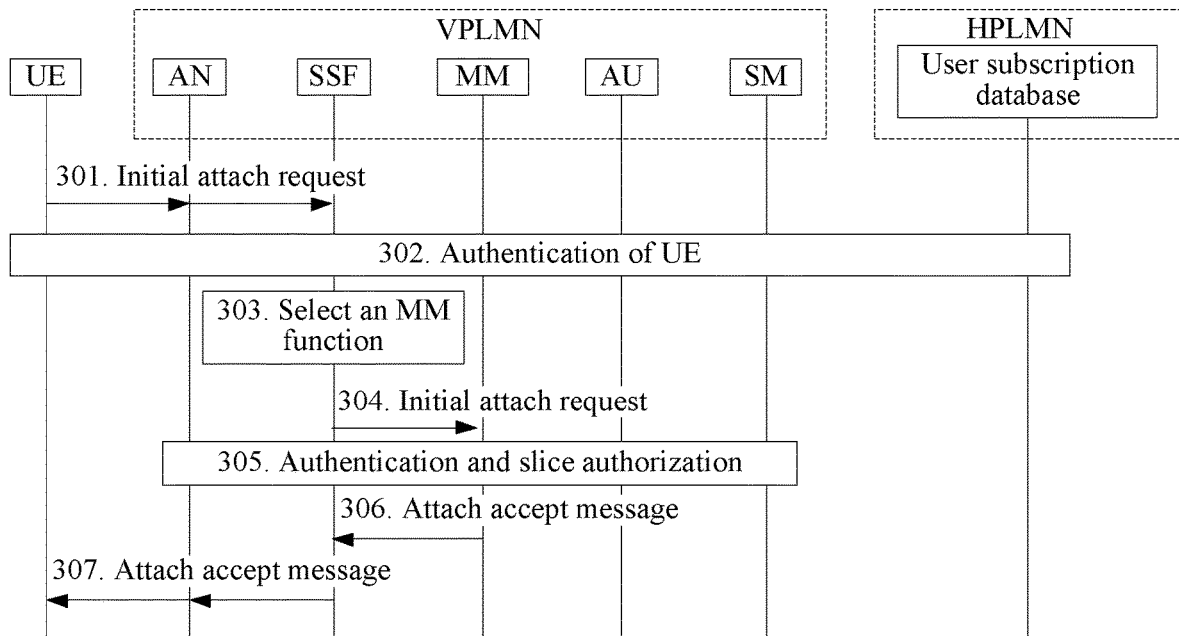 VPLMN
HPLMN
UE
AN
SSF
MM
AU
SM
User subscription
database
301. Initial attach request
302. Authentication of UE
303. Select an MM
function
304. Initial attach request
305. Authentication and slice authorization
306. Attach accept message
307. Attach accept message